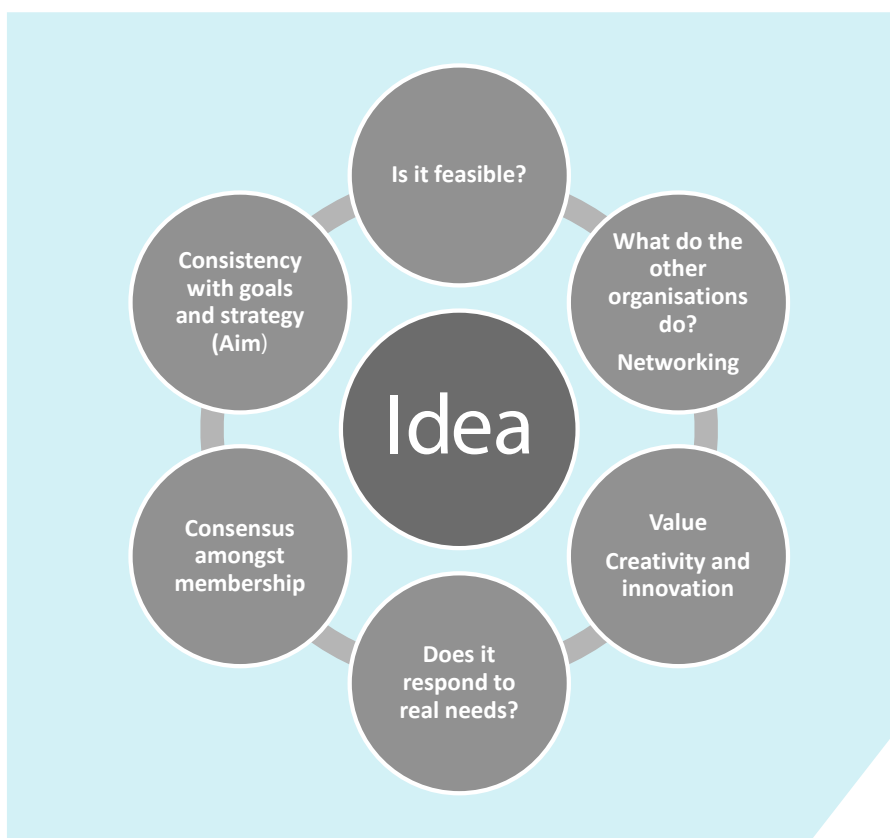 Is it feasible?
What do the
other
organisations
do?
Networking
Value
Creativity and
innovation
Does it
respond to
real needs?
Consensus
amongst
membership
Consistency
with goals
and strategy
(Aim)
Idea